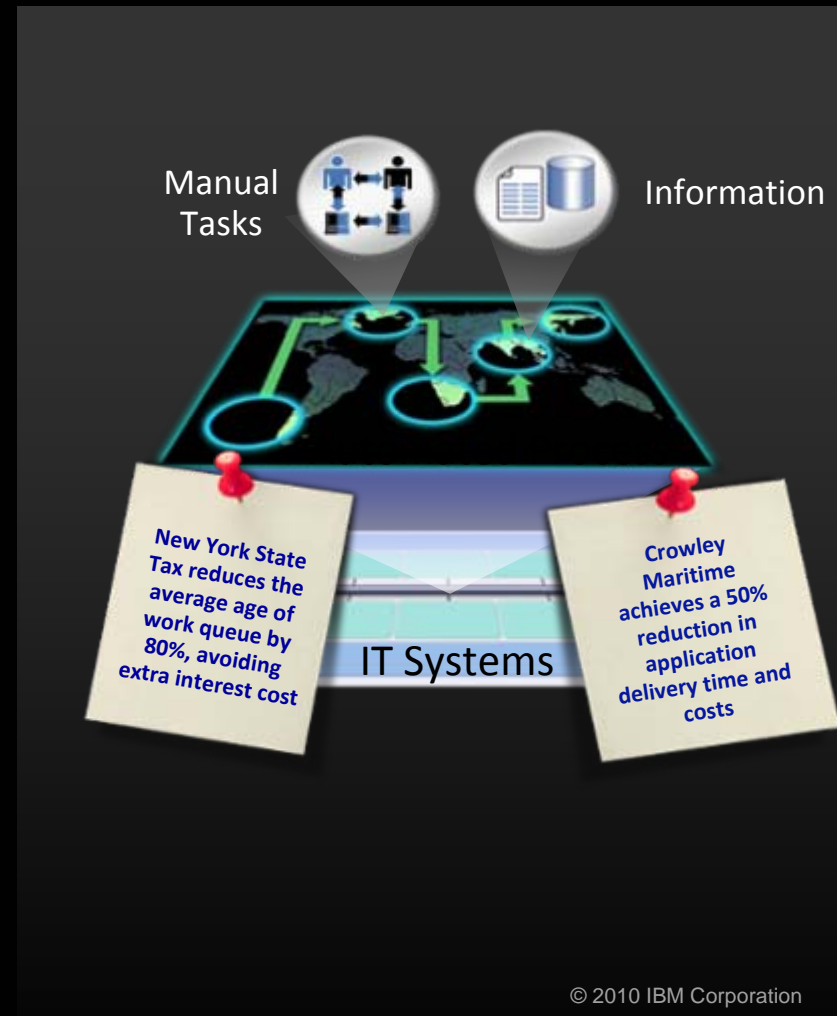 Manual
Tasks
Information
New York State
Tax reduces the
average age of
work queue by
80%, avoiding
extra interest cost
IT Systems
Crowley
Maritime
achieves a 50%
reduction in
application
delivery time and
costs
© 2010 IBM Corporation